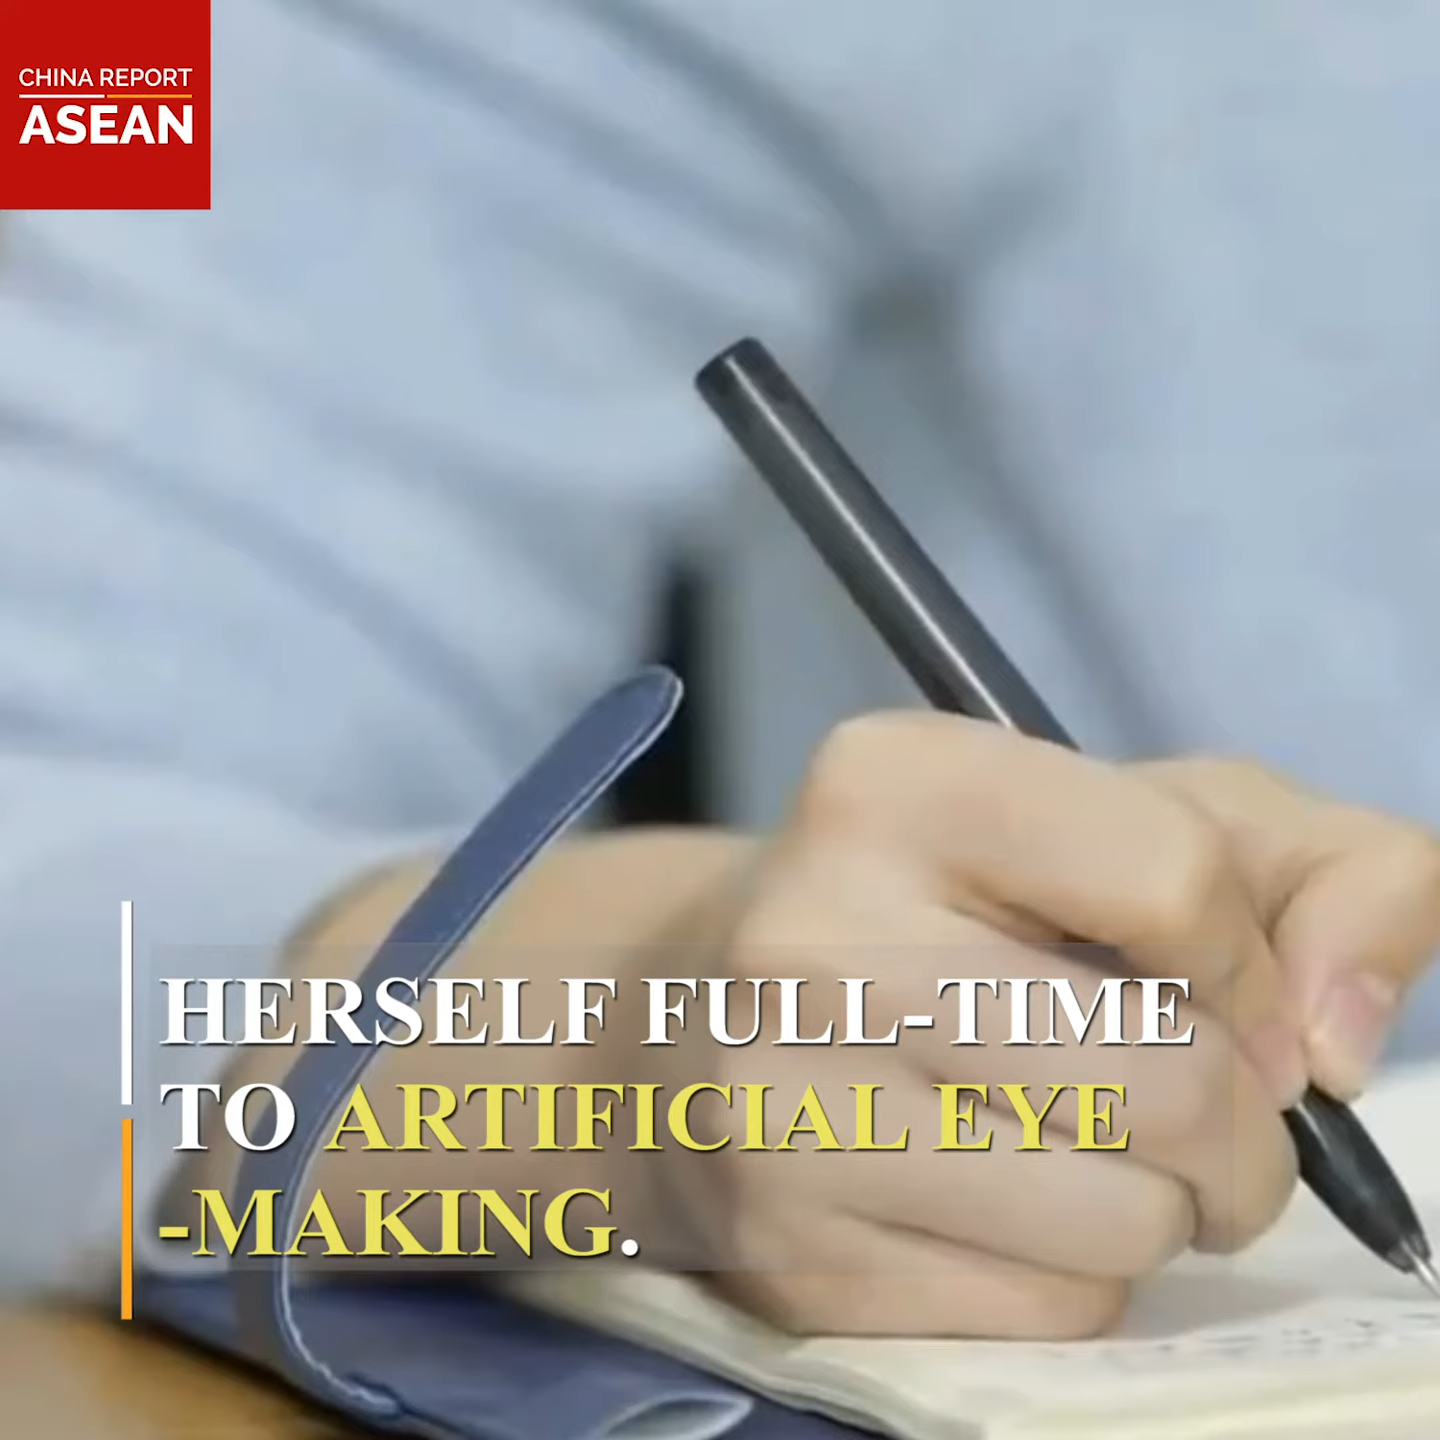 CHINA REPORT
ASEAN
HERSELF FULL-TIME
TO ARTIFICIAL EYE
-MAKING.